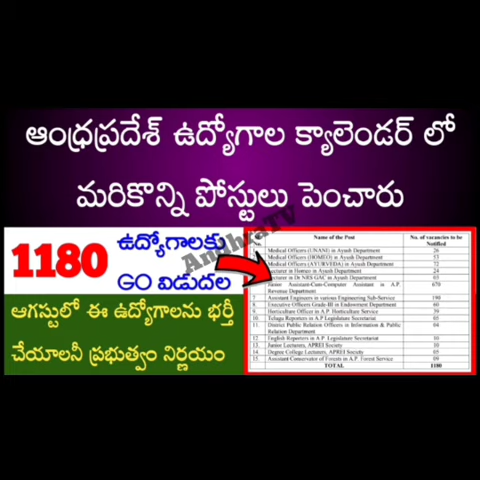 ఆంధ్రప్రదేశ్ ఉద్యోగాల క్యాలెండర్ లో
మరికొన్ని పోస్టులు పెంచారు
1180 ఉద్యోగాలకు
GO విడుదల
ఆగస్టులో ఈ ఉద్యోగాలను భర్తీ
చేయాలనీ ప్రభుత్వం నిర్ణయం
AndhraTv
Name of the Post No. of vacancies to be Notified
Medical Officers (UNANI) in Ayush Department 26
Medical Officers (HOMEO) in Ayush Department 53
Medical Officers (AYURVEDA) in Ayush Department 72
Lecturer in Homeo in Ayush Department 24
Lecturer in Dr.NRS GAC in Ayush Department 03
Junior Assistant-Cum-Computer Assistant in A.P. Revenue Department 670
7 Assistant Engineers in various Engineering Sub-Service 190
8. Executive Officers Grade-III in Endowment Department 60
9. Horticulture Officer in A.P. Horticulture Service 39
10. Telugu Reporters in A.P Legislature Secretariat 05
11. District Public Relation Officers in Information & Public Relations Department 04
12 English Reporters in A.P Legislature Secretariat 10
13. Junior Lectures, APREI Society 10
14. Degree College Lecturers, APREI Society 05
15. Assistant Conservator of Forests in A.P. Forest Service 09
TOTAL 1180